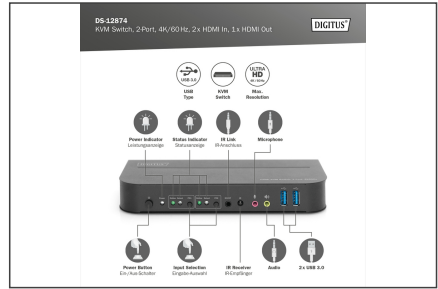 DS-12874
KVM Switch, 2-Port, 4K/60Hz, 2x HDMI In, 1x HDMI Out
DIGITUS®
USB 3.0
ULTRA
HD
4K / 60Hz
USB
Type
KVM
Switch
Max.
Resolution
Power Indicator
Leistungsanzeige
Status Indicator
Statusanzeige
IR Link
IR-Anschluss
Microphone
DIGITUS
Power Button
Ein-/Aus-Schalter
Input Selection
Eingabe-Auswahl
IR Receiver
IR-Empfänger
Audio
2x USB 3.0